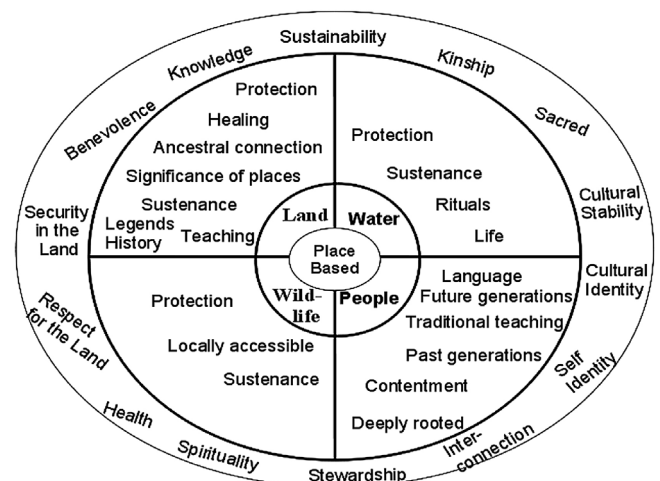 Sustainability
Knowledge
Kinship
Benevolence
Sacred
Security
in the
Land
Cultural
Stability
Cultural
Identity
Respect
for the Land
Self
Identity
Health
Inter-
connection
Spirituality
Stewardship
Protection
Healing
Ancestral connection
Significance of places
Sustenance
Legends
History
Teaching
Land
Protection
Sustenance
Rituals
Life
Water
Place
Based
Wild-
life
Protection
Locally accessible
Sustenance
People
Language
Future generations
Traditional teaching
Past generations
Contentment
Deeply rooted